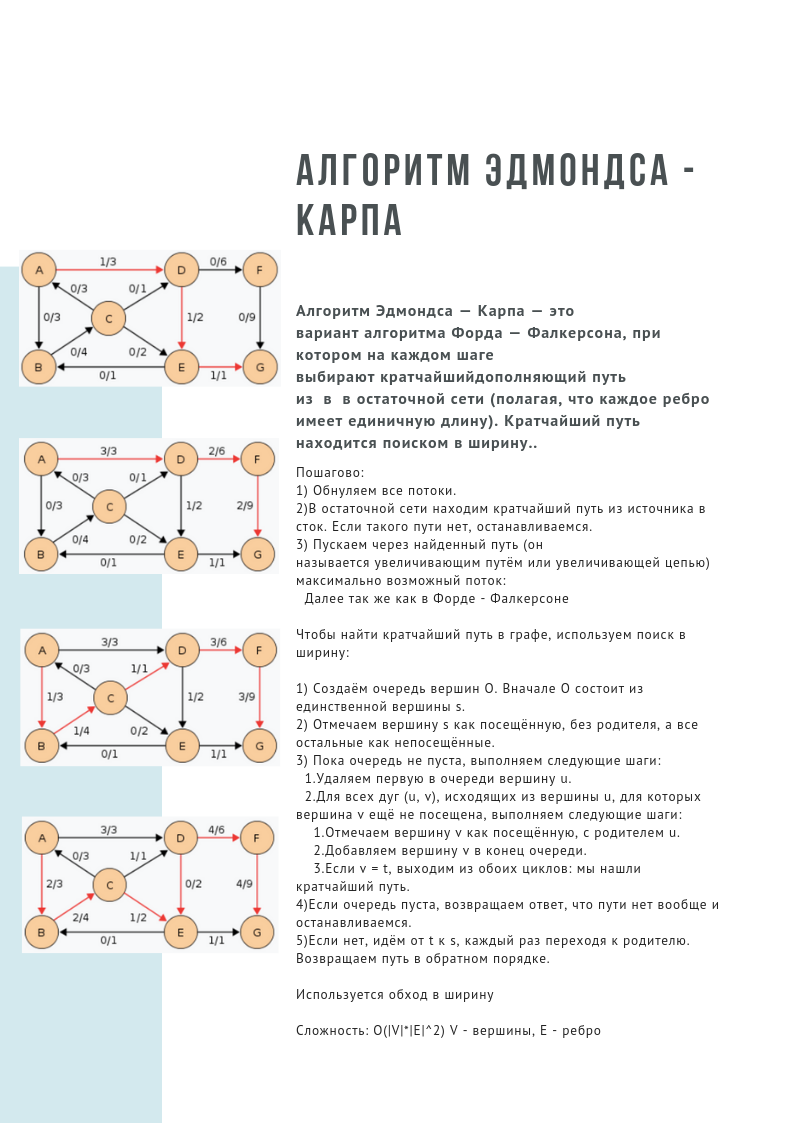 АЛГОРИТМ ЭДМОНДСА -
КАРПА
Алгоритм Эдмондса — Карпа — это
вариант алгоритма Форда — Фалкерсона, при
котором на каждом шаге
выбирают кратчайшийдополняющий путь
из в в остаточной сети (полагая, что каждое ребро
имеет единичную длину). Кратчайший путь
находится поиском в ширину..
Пошагово:
1) Обнуляем все потоки.
2)В остаточной сети находим кратчайший путь из источника в
сток. Если такого пути нет, останавливаемся.
3) Пускаем через найденный путь (он
называется увеличивающим путём или увеличивающей цепью)
максимально возможный поток:
Далее так же как в Форде - Фалкерсоне
Чтобы найти кратчайший путь в графе, используем поиск в
ширину:
1) Создаём очередь вершин О. Вначале О состоит из
единственной вершины s.
2) Отмечаем вершину s как посещённую, без родителя, а все
остальные как непосещённые.
3) Пока очередь не пуста, выполняем следующие шаги:
1.Удаляем первую в очереди вершину u.
2.Для всех дуг (u, v), исходящих из вершины u, для которых
вершина v ещё не посещена, выполняем следующие шаги:
1.Отмечаем вершину v как посещённую, с родителем u.
2.Добавляем вершину v в конец очереди.
3.Если v = t, выходим из обоих циклов: мы нашли
кратчайший путь.
4)Если очередь пуста, возвращаем ответ, что пути нет вообще и
останавливаемся.
5)Если нет, идём от t к s, каждый раз переходя к родителю.
Возвращаем путь в обратном порядке.
Используется обход в ширину
Сложность: O(|V|*|E|^2) V - вершины, E - ребро
A 1/3 D 0/6 F
0/3 0/1
0/3 C 1/2 0/9
0/4 0/2
B 0/1 E 1/1 G
A 3/3 D 2/6 F
0/3 0/1
0/3 C 1/2 2/9
0/4 0/2
B 0/1 E 1/1 G
A 3/3 D 3/6 F
0/3 1/1
1/3 C 1/2 3/9
1/4 0/2
B 0/1 E 1/1 G
A 3/3 D 4/6 F
0/3 1/1
2/3 C 0/2 4/9
2/4 1/2
B 0/1 E 1/1 G